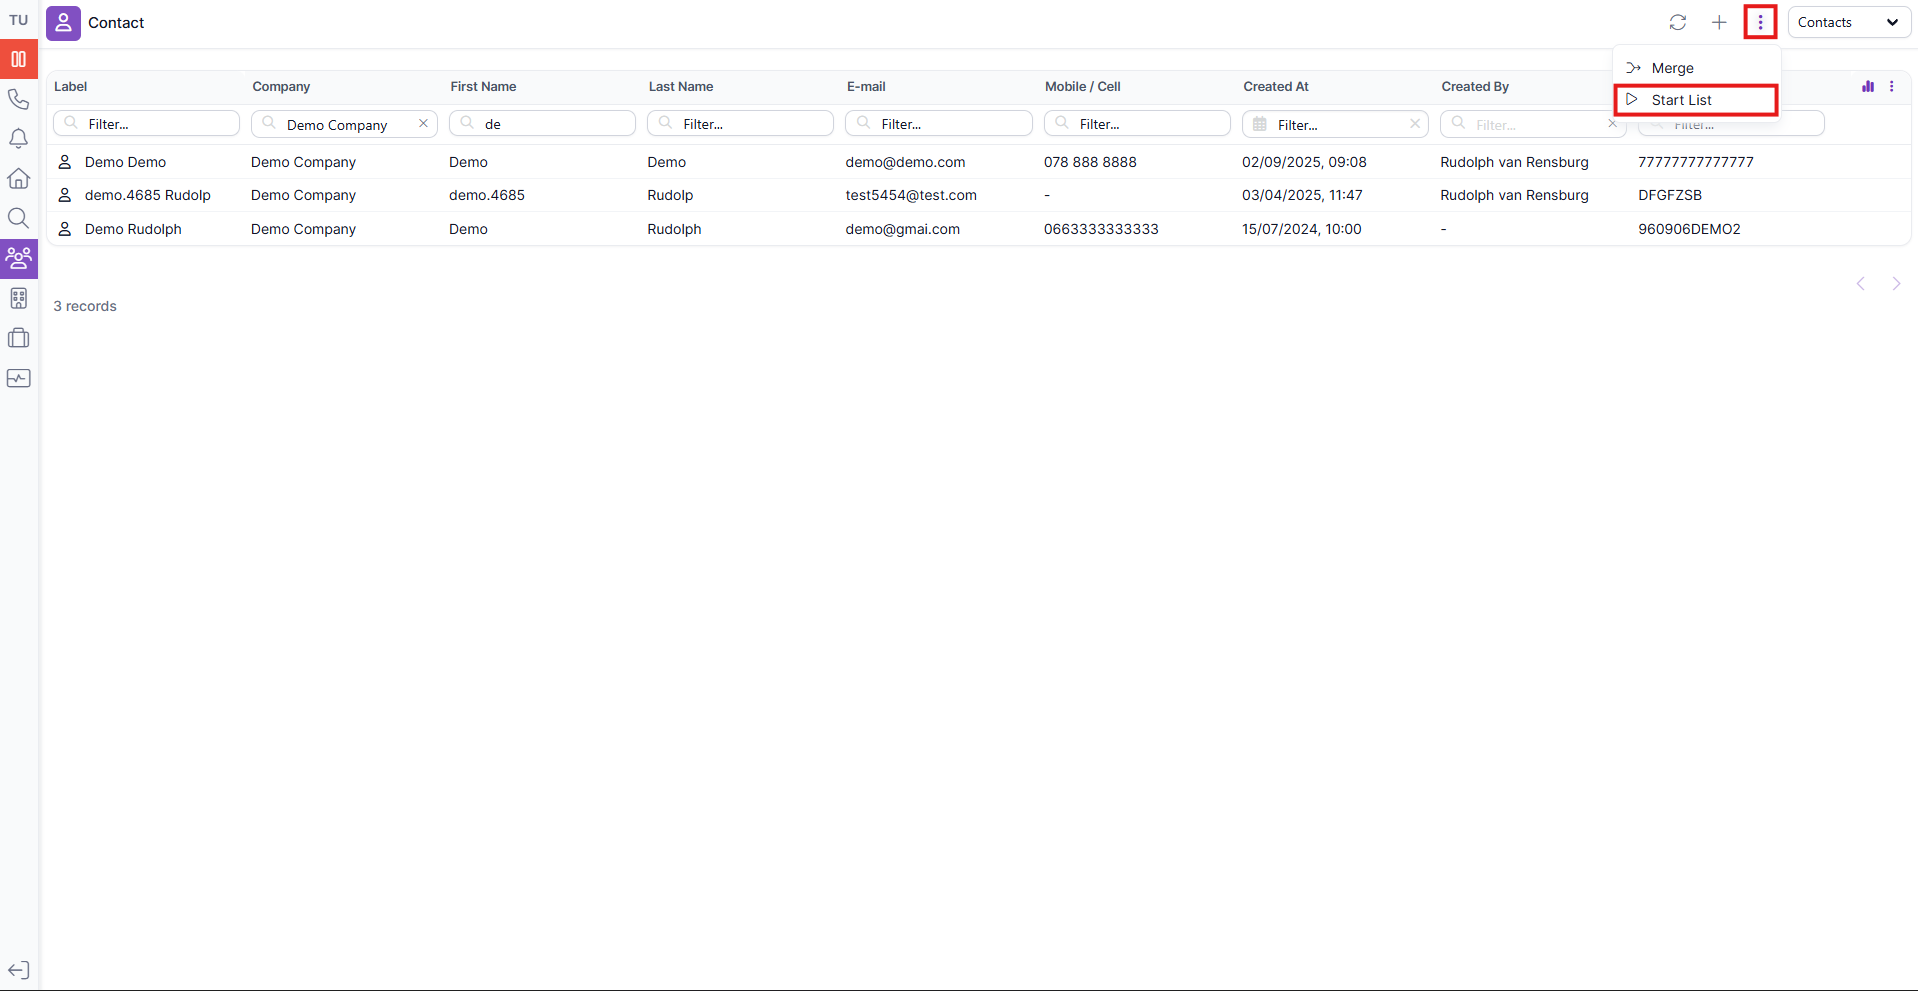 TU
Contact
Contacts
Merge
Start List
Label Company First Name Last Name E-mail Mobile / Cell Created At Created By
Filter... Demo Company de Filter... Filter... Filter... Filter... Filter... Filter...
Demo Demo Demo Company Demo Demo demo@demo.com 078 888 8888 02/09/2025, 09:08 Rudolph van Rensburg 77777777777777
demo.4685 Rudolp Demo Company demo.4685 Rudolp test5454@test.com - 03/04/2025, 11:47 Rudolph van Rensburg DFGFZSB
Demo Rudolph Demo Company Demo Rudolph demo@gmai.com 0663333333333 15/07/2024, 10:00 - 960906DEMO2
3 records